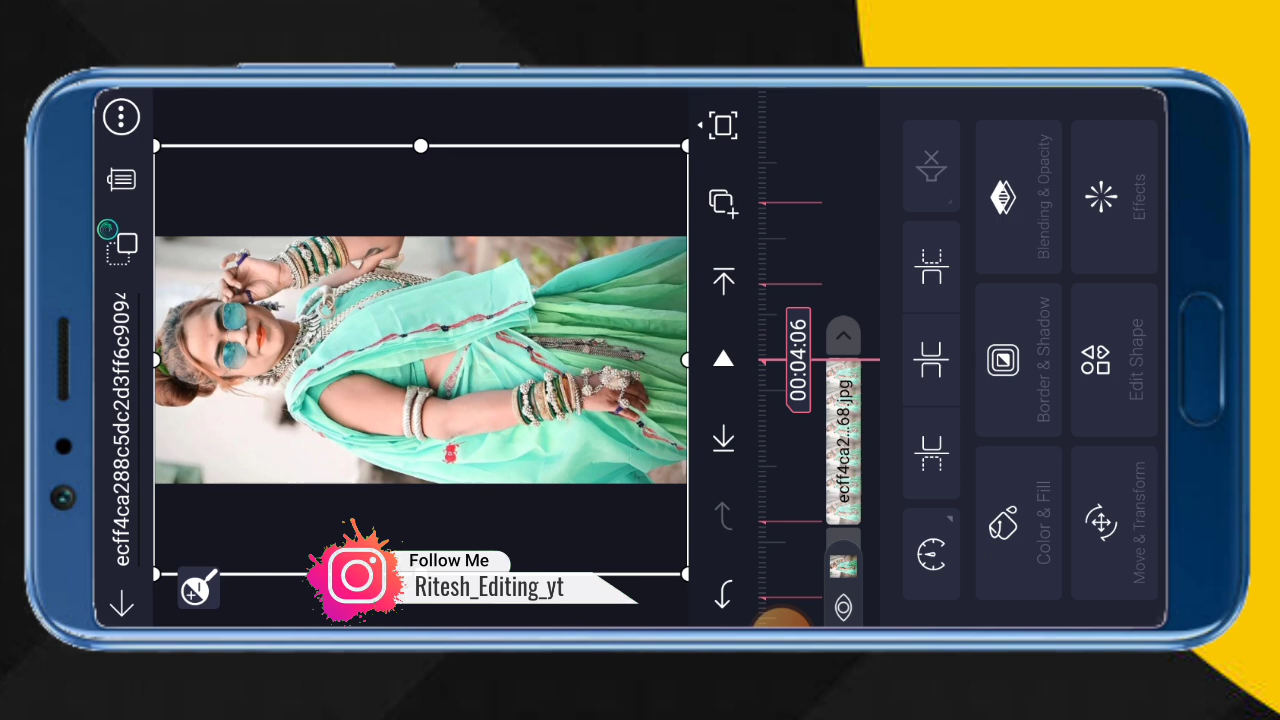 ecff4ca288c5dc2d3ff6c9094
Follow Me
Ritesh_Editing_yt
00:04:06
ecff4ca2...68.jpg
Blending & Opacity
Effects
Border & Shadow
Edit Shape
Color & Fill
Move & Transform